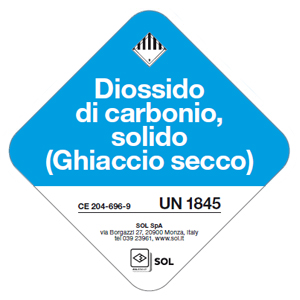 Diossido
di carbonio,
solido
(Ghiaccio secco)
CE 204-696-9 UN 1845
SOL SpA
via Borgazzi 27, 20900 Monza, Italy
tel 039 23961, www.sol.it
SOL